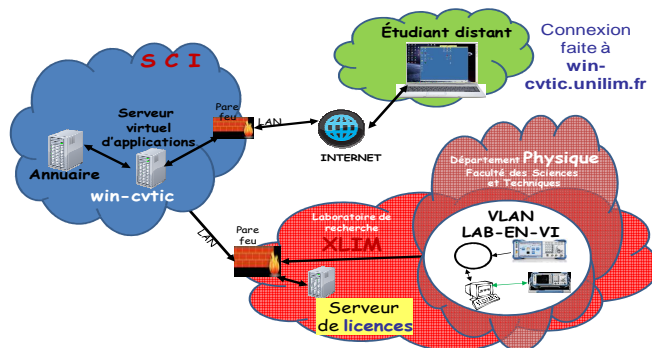 S C I
Serveur
virtuel
d'applications
Annuaire
win-cvtic
Pare
feu
LAN
INTERNET
Étudiant distant
Connexion
faite à
win-
cvtic.unilim.fr
LAN
Pare
feu
Laboratoire de
recherche
XLIM
Serveur
de licences
Département Physique
Faculté des Sciences
et Techniques
VLAN
LAB-EN-VI